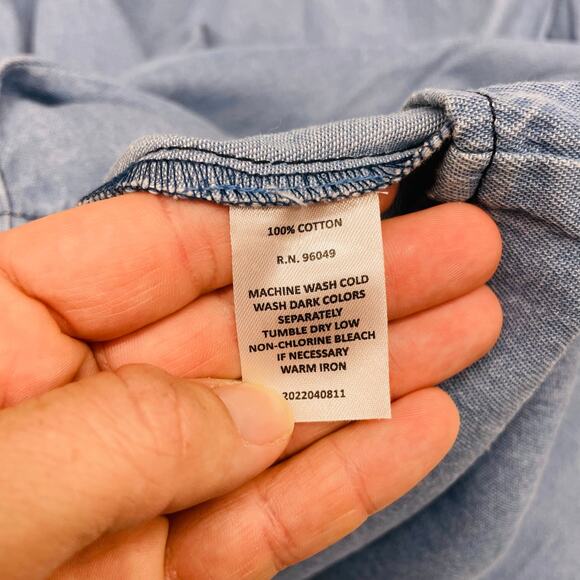 100% COTTON
R.N. 96049
MACHINE WASH COLD
WASH DARK COLORS
SEPARATELY
TUMBLE DRY LOW
NON-CHLORINE BLEACH
IF NECESSARY
WARM IRON
2022040811